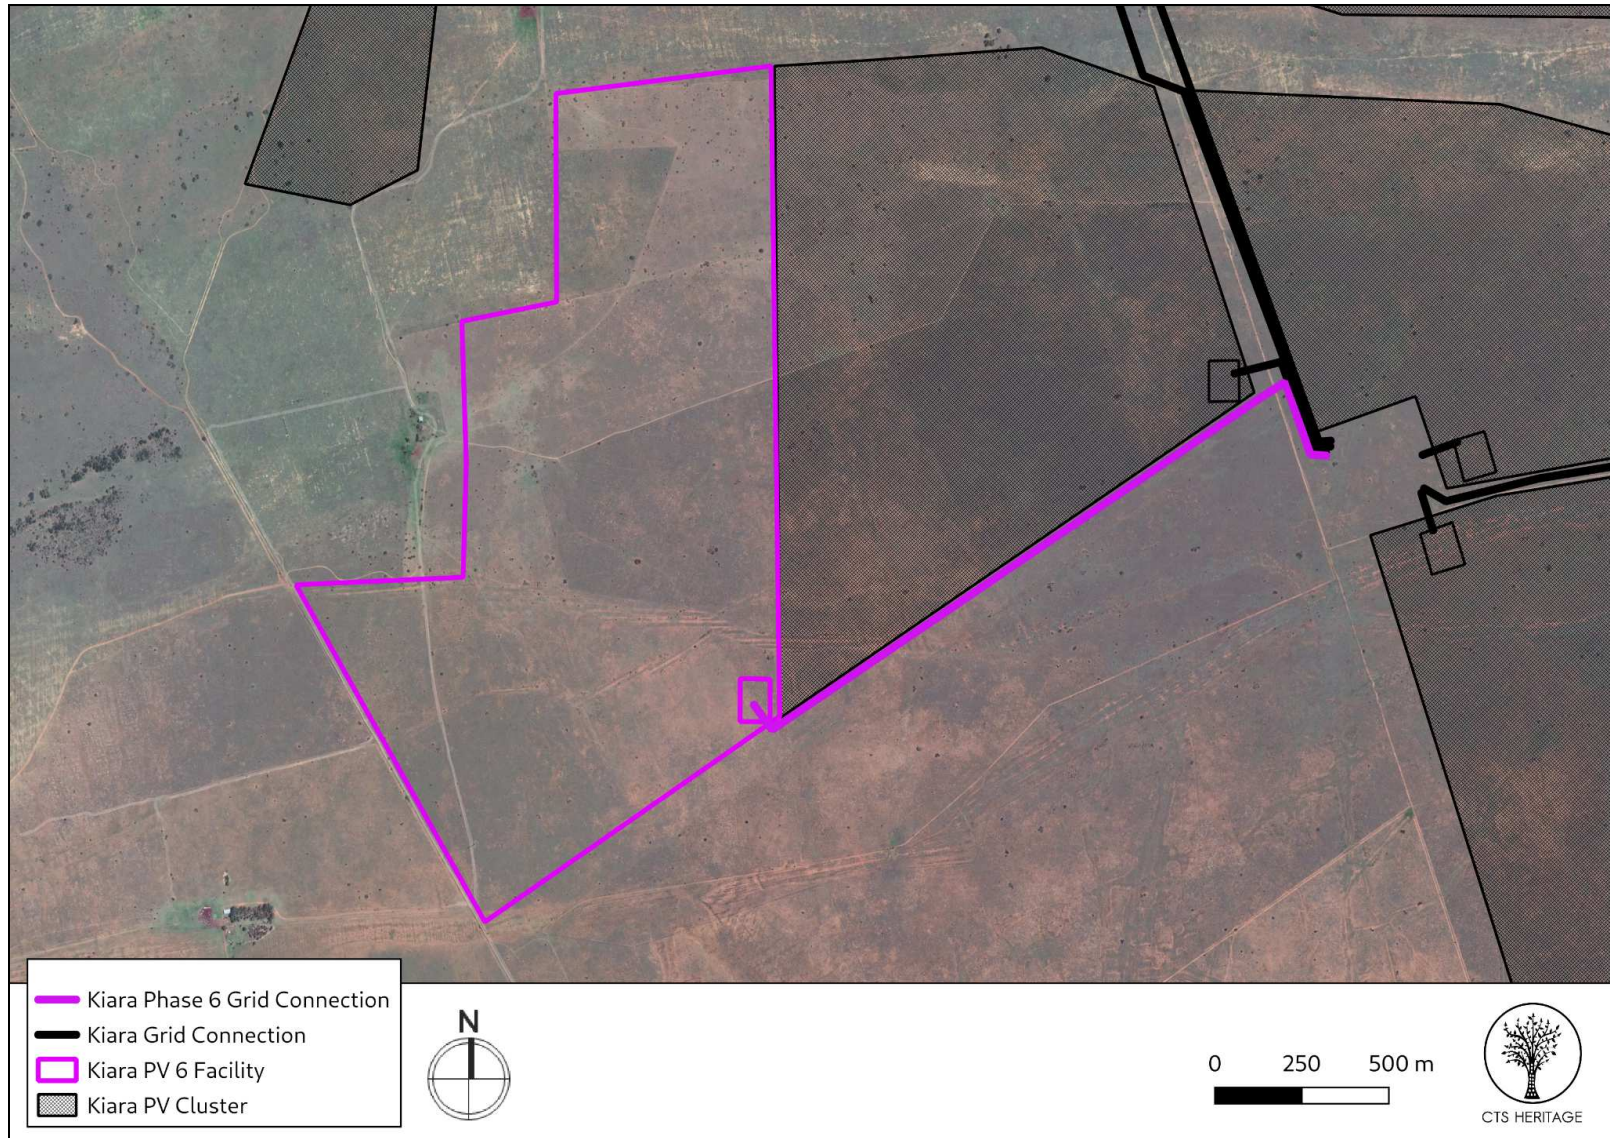 Kiara Phase 6 Grid Connection
Kiara Grid Connection
Kiara PV 6 Facility
Kiara PV Cluster
N
0 250 500 m
CTS HERITAGE